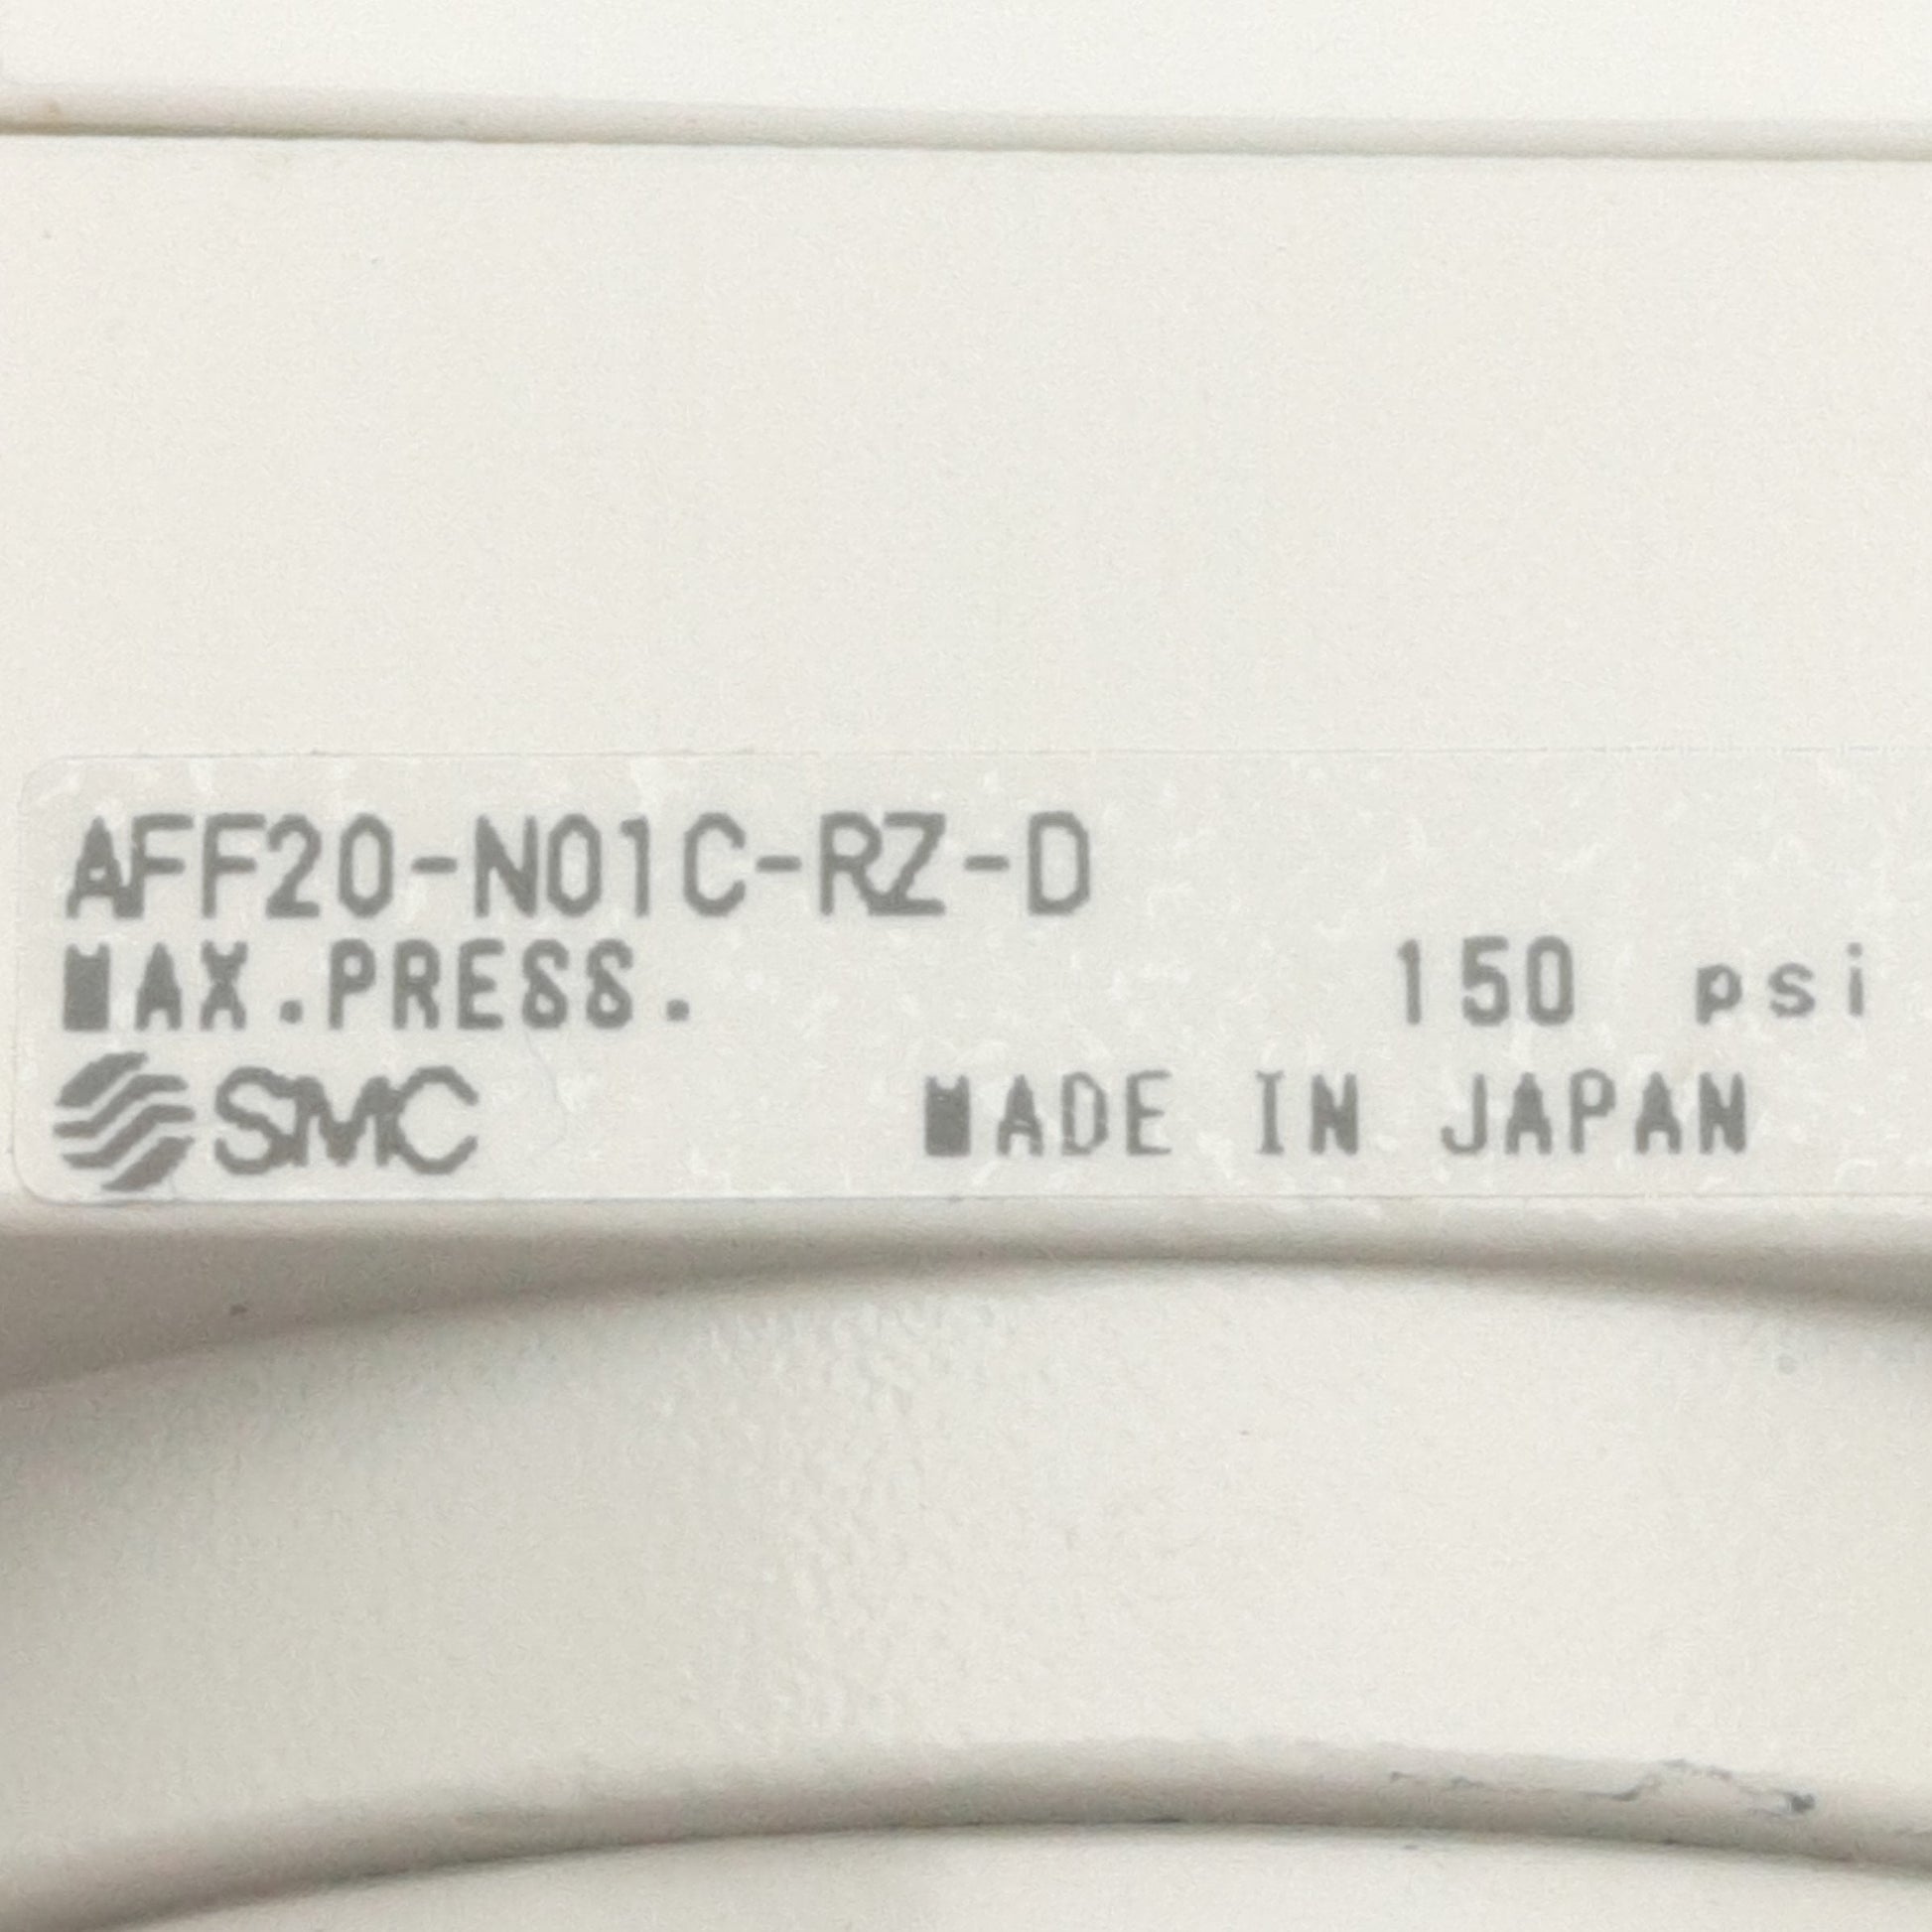 AFF20-N01C-RZ-D
MAX.PRESS. 150 psi
SMC MADE IN JAPAN